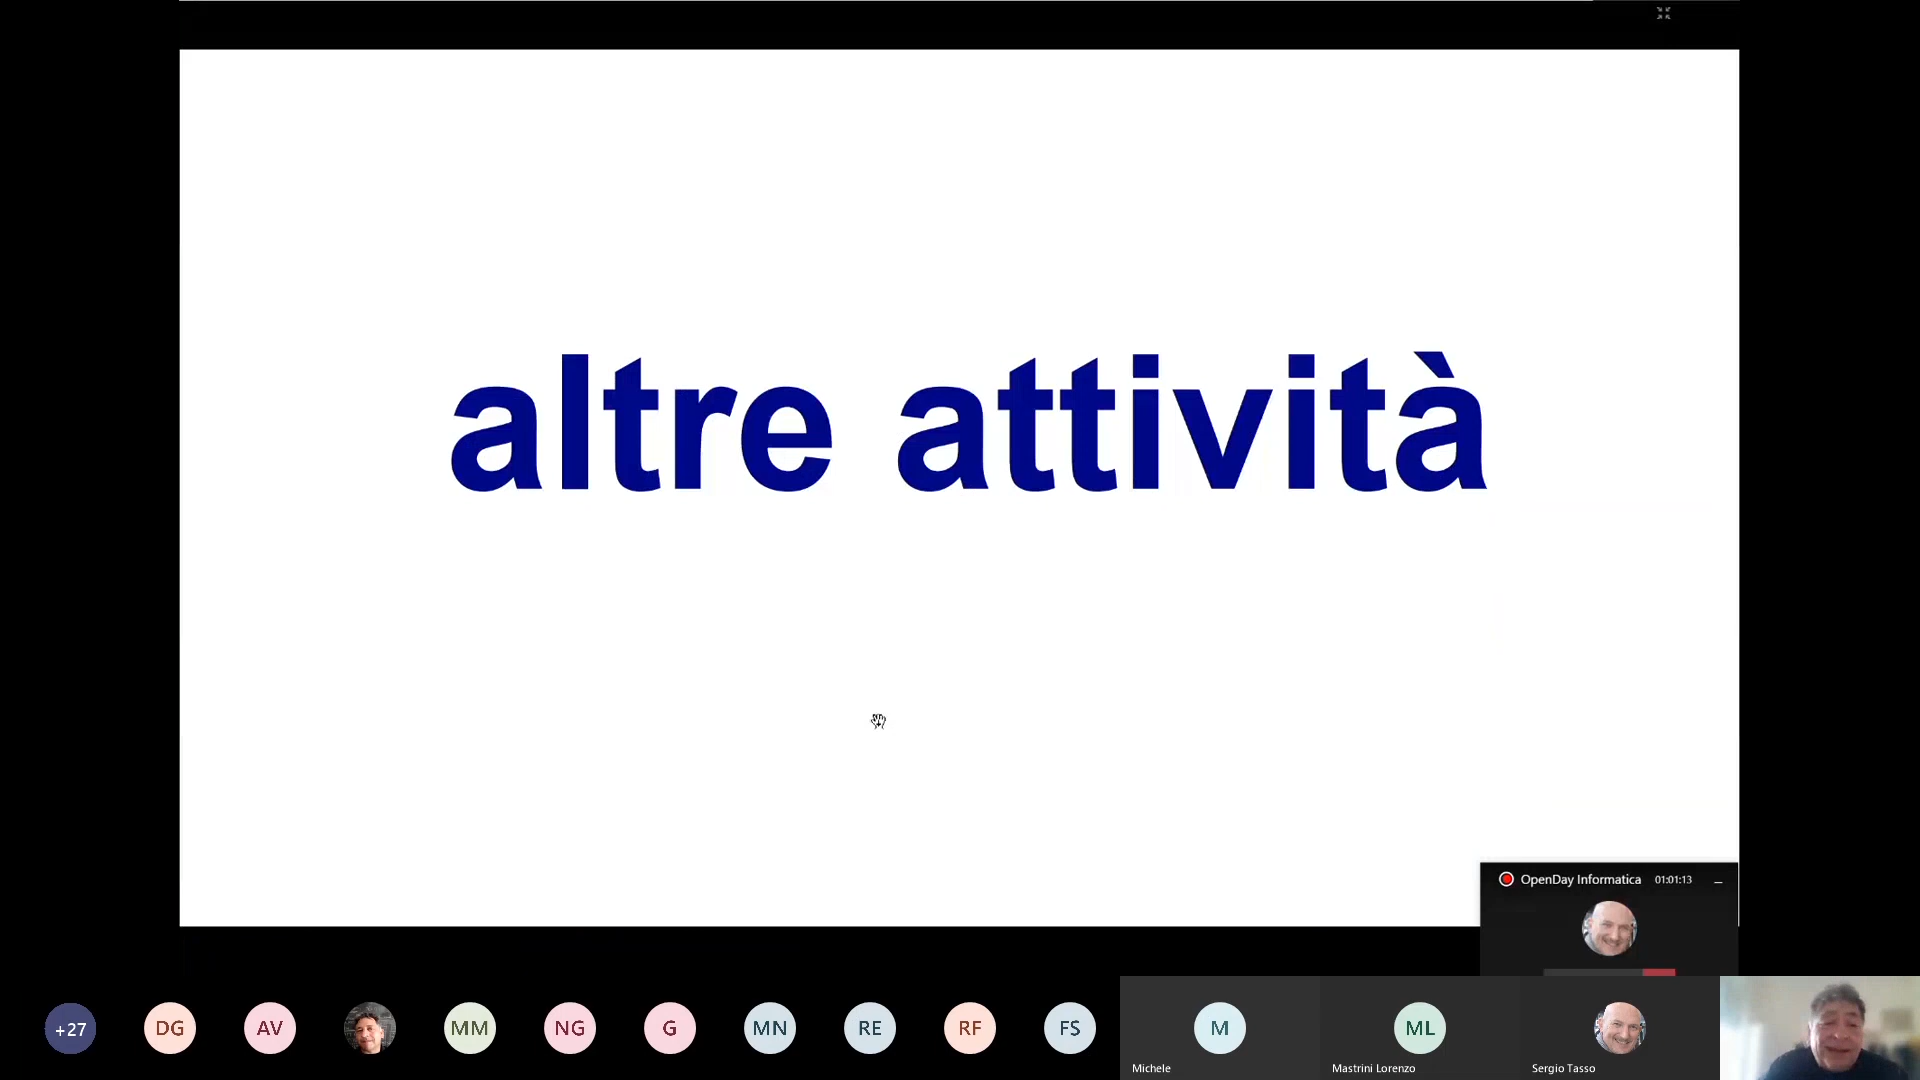 altre attività
OpenDay Informatica 01:01:13
+27 DG AV MM NG G MN RE RF FS M ML
Michele Mastrini Lorenzo Sergio Tasso